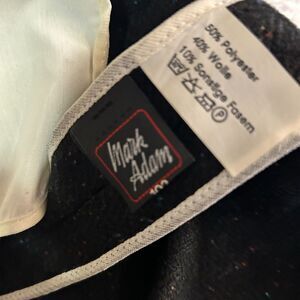 50% Polyester
40% Wolle
10% Sonstige Fasern
P
Mark
Adam